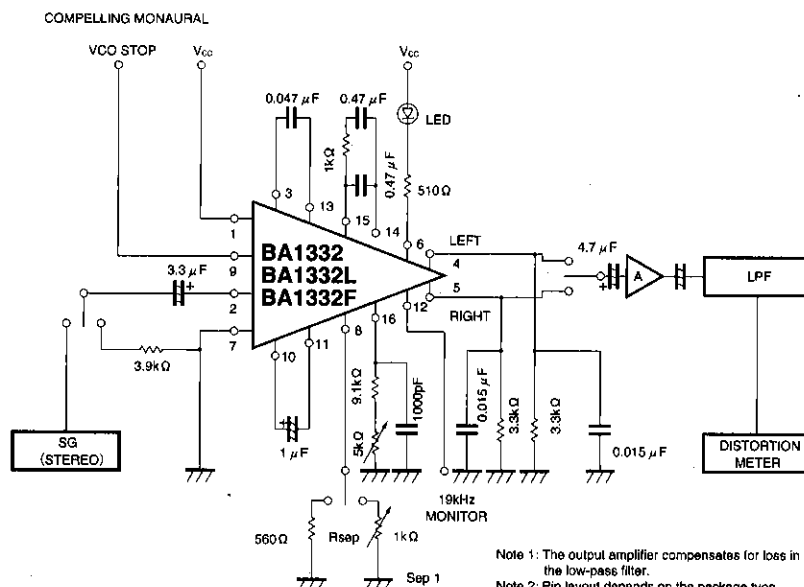 COMPELLING MONAURAL
VCO STOP
Vcc
Vcc
0.047 μF
0.47 μF
LED
1kΩ
0.47 μF
510Ω
3
13
15
14
6
1
9
2
7
BA1332
BA1332L
BA1332F
LEFT
4
5
RIGHT
12
16
8
11
10
3.3 μF
+
3.9kΩ
SG
(STEREO)
+
1 μF
9.1kΩ
5kΩ
1000pF
0.015 μF
3.3kΩ
3.3kΩ
0.015 μF
4.7 μF
+
A
LPF
DISTORTION
METER
19kHz
MONITOR
560Ω
Rsep
1kΩ
Sep 1
Note 1: The output amplifier compensates for loss in
the low-pass filter.
Note 2: Pin layout depends on the package type.